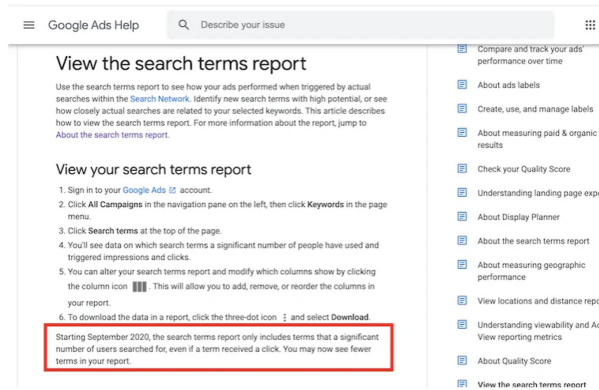 Google Ads Help
Describe your issue
View the search terms report
Use the search terms report to see how your ads performed when triggered by actual
searches within the Search Network. Identify new search terms with high potential, or see
how closely actual searches are related to your selected keywords. This article describes
how to view the search terms report. For more information about the report, jump to
About the search terms report.
View your search terms report
1. Sign in to your Google Ads account.
2. Click All Campaigns in the navigation pane on the left, then click Keywords in the page
menu.
3. Click Search terms at the top of the page.
4. You'll see data on which search terms a significant number of people have used and
triggered impressions and clicks.
5. You can alter your search terms report and modify which columns show by clicking
the column icon . This will allow you to add, remove, or reorder the columns in
your report.
6. To download the data in a report, click the three-dot icon and select Download.
Starting September 2020, the search terms report only includes terms that a significant
number of users searched for, even if a term received a click. You may now see fewer
terms in your report.
Compare and track your ads'
performance over time
About ads labels
Create, use, and manage labels
About measuring paid & organic
results
Check your Quality Score
Understanding landing page expe
About Display Planner
About the search terms report
About measuring geographic
performance
View locations and distance repo
Understanding viewability and Ac
View reporting metrics
About Quality Score
View the search terms report